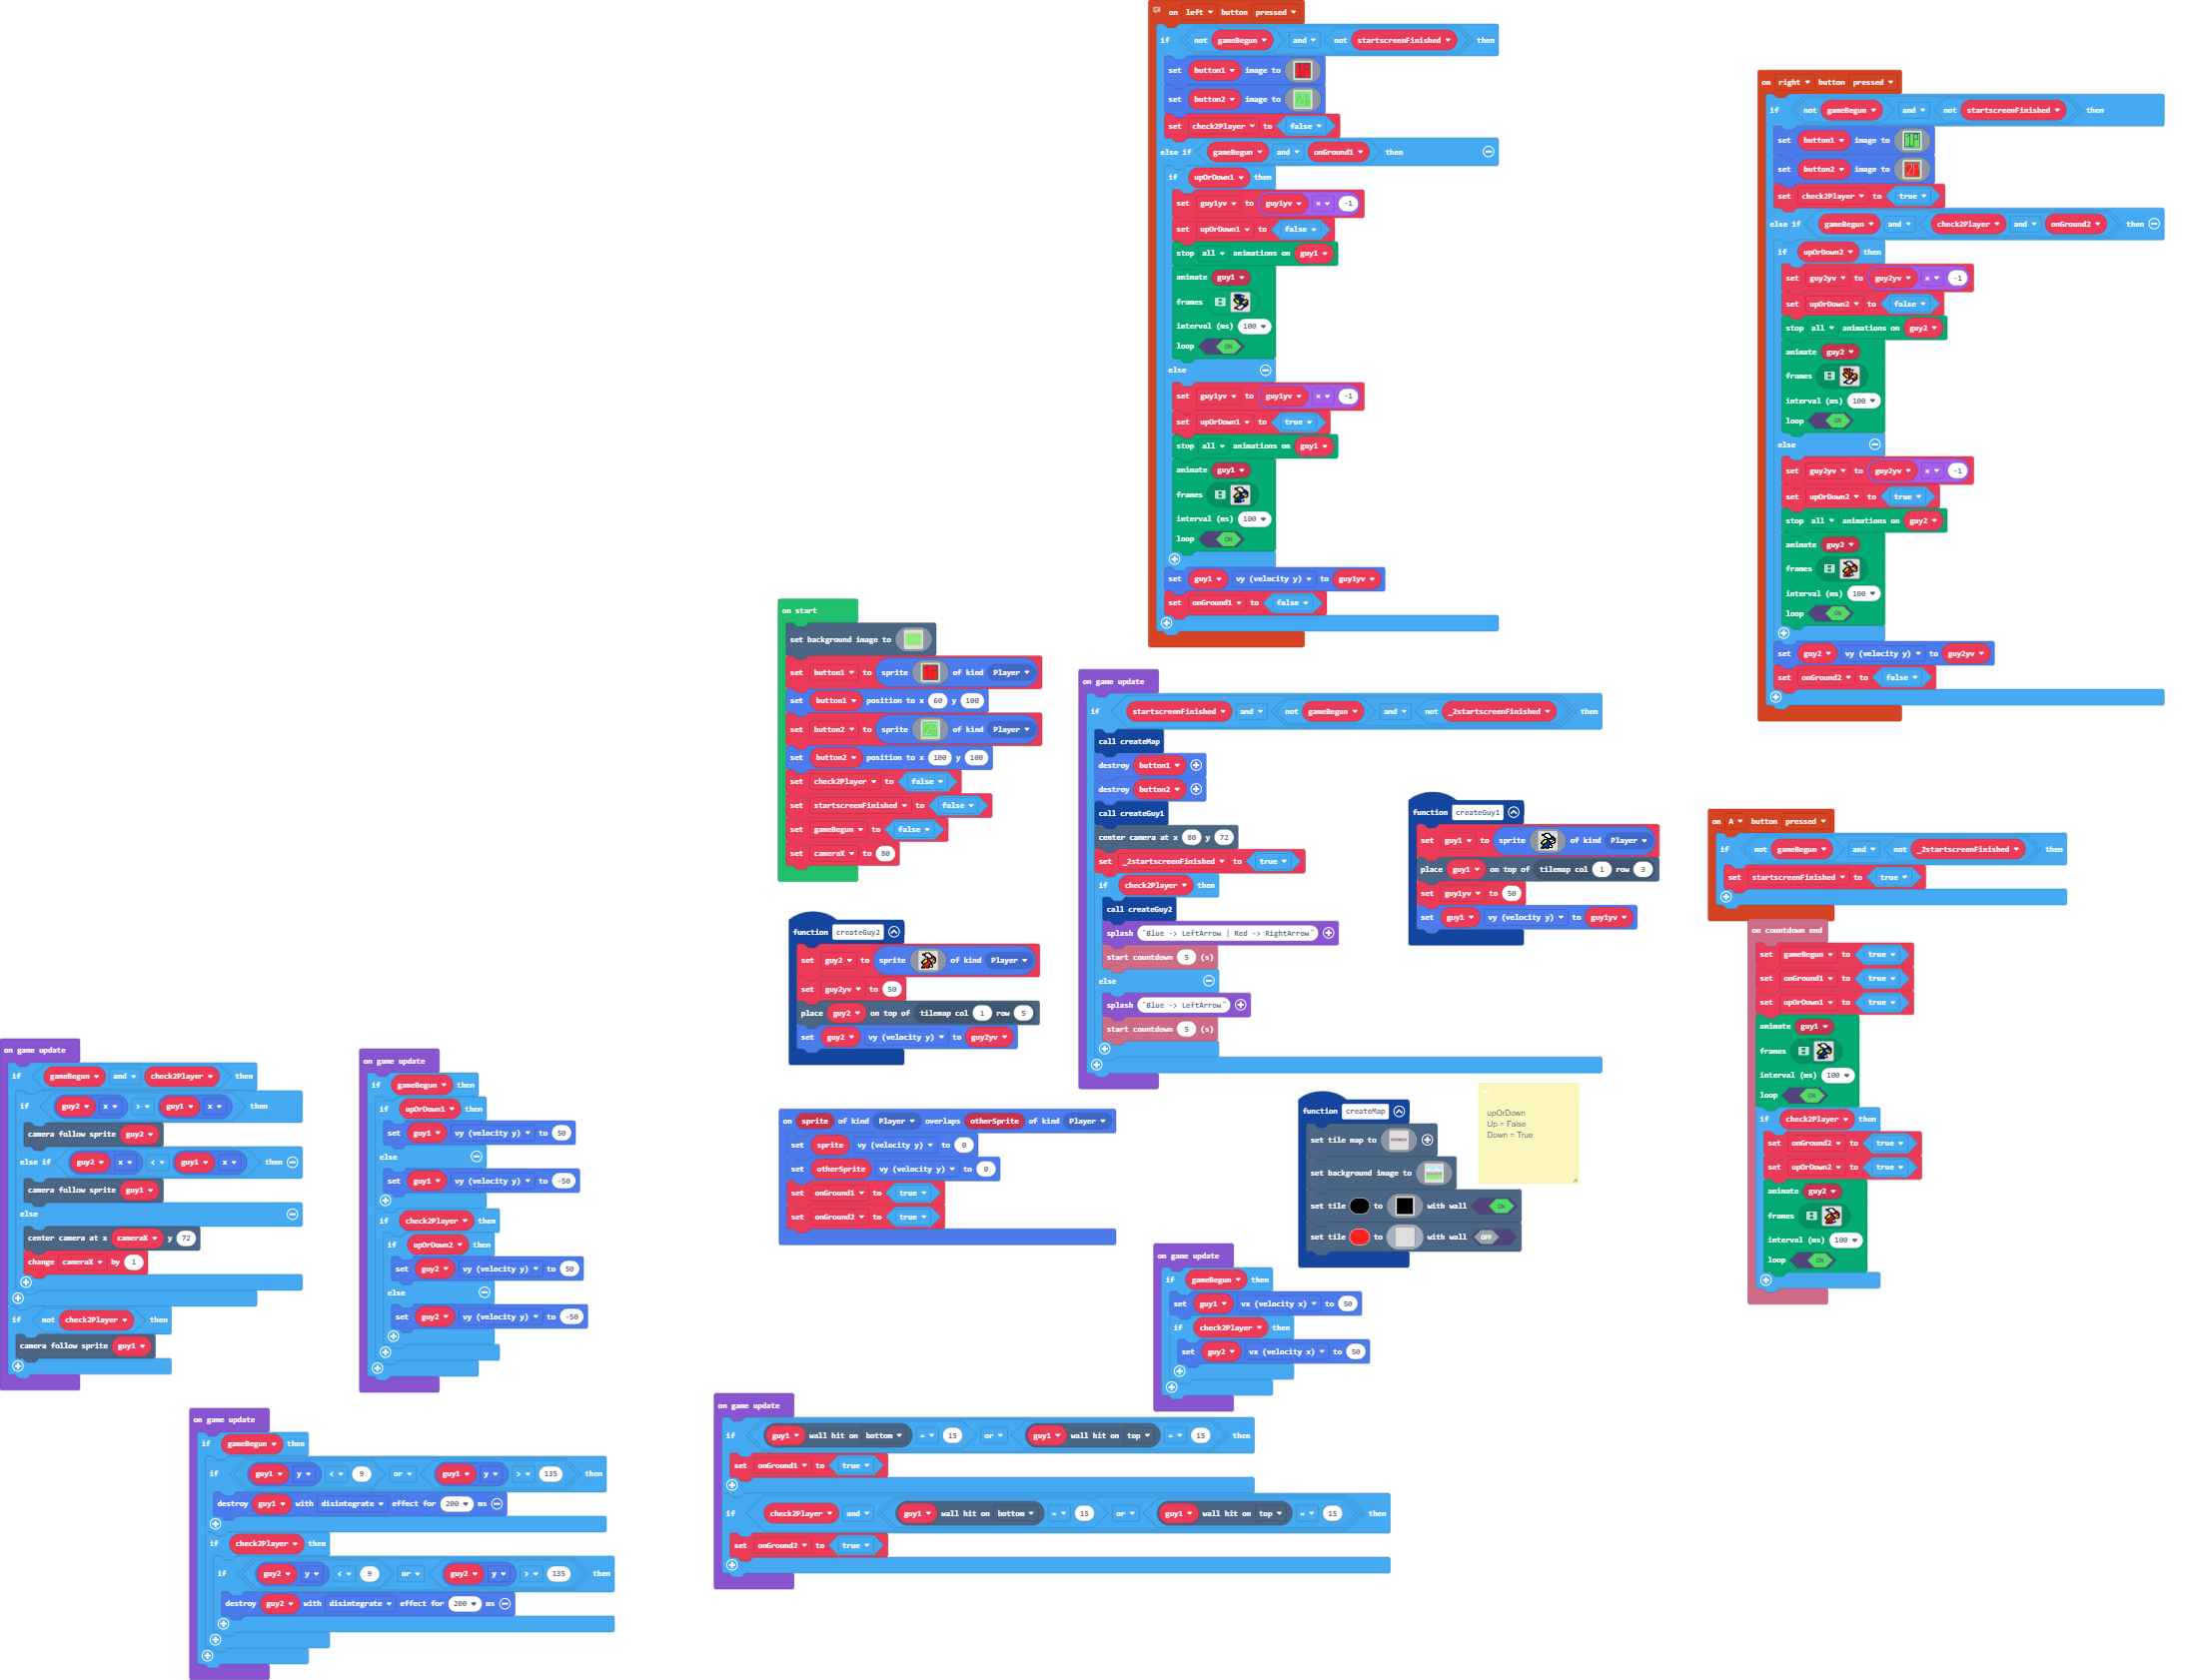 on left button pressed
if not gameBegun and not startscreenFinished then
set button1 image to
set button2 image to
set check2Player to false
else if gameBegun and onGround1 then
if upOrDown1 then
set guy1yv to guy1yv x -1
set upOrDown1 to false
stop all animations on guy1
animate guy1
frames
interval (ms) 100
loop ON
else
set guy1yv to guy1yv x -1
set upOrDown1 to true
stop all animations on guy1
animate guy1
frames
interval (ms) 100
loop ON
set guy1 vy (velocity y) to guy1yv
set onGround1 to false
on right button pressed
if not gameBegun and not startscreenFinished then
set button1 image to
set button2 image to
set check2Player to true
else if gameBegun and check2Player and onGround2 then
if upOrDown2 then
set guy2yv to guy2yv x -1
set upOrDown2 to false
stop all animations on guy2
animate guy2
frames
interval (ms) 100
loop ON
else
set guy2yv to guy2yv x -1
set upOrDown2 to true
stop all animations on guy2
animate guy2
frames
interval (ms) 100
loop ON
set guy2 vy (velocity y) to guy2yv
set onGround2 to false
on start
set background image to
set button1 to sprite of kind Player
set button1 position to x 60 y 100
set button2 to sprite of kind Player
set button2 position to x 100 y 100
set check2Player to false
set startscreenFinished to false
set gameBegun to false
set cameraX to 80
on game update
if startscreenFinished and not gameBegun and not _2startscreenFinished then
call createMap
destroy button1
destroy button2
call createGuy1
center camera at x 80 y 72
set _2startscreenFinished to true
if check2Player then
call createGuy2
splash "Blue -> LeftArrow | Red -> RightArrow"
start countdown 5 (s)
else
splash "Blue -> LeftArrow"
start countdown 5 (s)
function createGuy1
set guy1 to sprite of kind Player
place guy1 on top of tilemap col 1 row 3
set guy1yv to 50
set guy1 vy (velocity y) to guy1yv
on A button pressed
if not gameBegun and not _2startscreenFinished then
set startscreenFinished to true
on countdown end
set gameBegun to true
set onGround1 to true
set upOrDown1 to true
animate guy1
frames
interval (ms) 100
loop ON
if check2Player then
set onGround2 to true
set upOrDown2 to true
animate guy2
frames
interval (ms) 100
loop ON
function createGuy2
set guy2 to sprite of kind Player
set guy2yv to 50
place guy2 on top of tilemap col 1 row 5
set guy2 vy (velocity y) to guy2yv
on game update
if gameBegun and check2Player then
if guy2 x > guy1 x then
camera follow sprite guy2
else if guy2 x < guy1 x then
camera follow sprite guy1
else
center camera at x cameraX y 72
change cameraX by 1
if not check2Player then
camera follow sprite guy1
on game update
if gameBegun then
if upOrDown1 then
set guy1 vy (velocity y) to 50
else
set guy1 vy (velocity y) to -50
if check2Player then
if upOrDown2 then
set guy2 vy (velocity y) to 50
else
set guy2 vy (velocity y) to -50
on sprite of kind Player overlaps otherSprite of kind Player
set sprite vy (velocity y) to 0
set otherSprite vy (velocity y) to 0
set onGround1 to true
set onGround2 to true
function createMap
set tile map to
set background image to
set tile to with wall ON
set tile to with wall OFF
upOrDown
Up = False
Down = True
on game update
if gameBegun then
set guy1 vx (velocity x) to 50
if check2Player then
set guy2 vx (velocity x) to 50
on game update
if gameBegun then
if guy1 y < 9 or guy1 y > 135 then
destroy guy1 with disintegrate effect for 200 ms
if check2Player then
if guy2 y < 9 or guy2 y > 135 then
destroy guy2 with disintegrate effect for 200 ms
on game update
if guy1 wall hit on bottom = 15 or guy1 wall hit on top = 15 then
set onGround1 to true
if check2Player and guy1 wall hit on bottom = 15 or guy1 wall hit on top = 15 then
set onGround2 to true